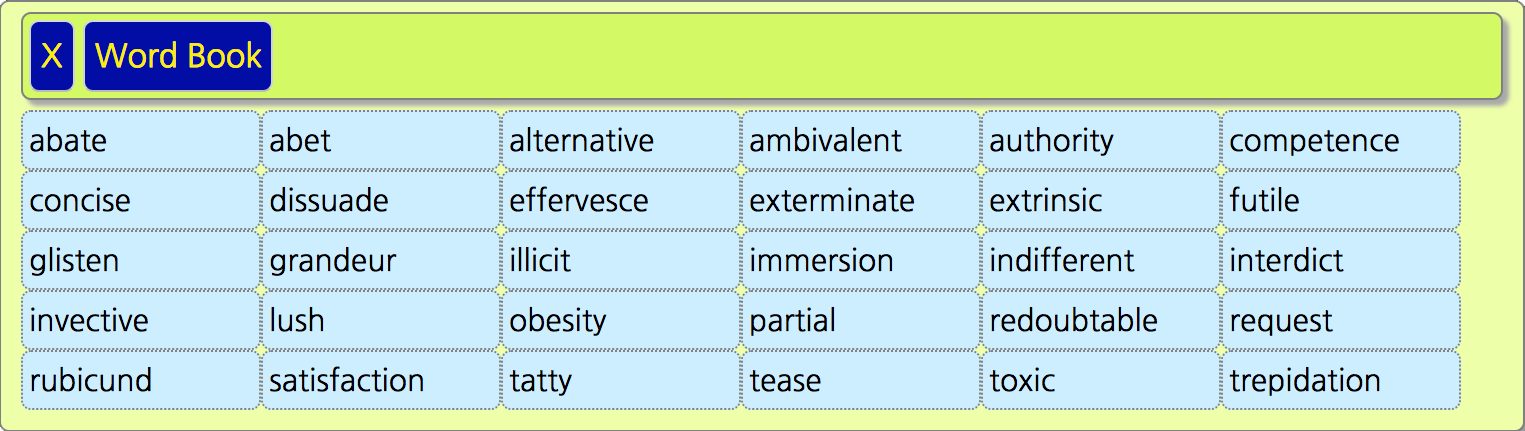 X Word Book
abate abet alternative ambivalent authority competence
concise dissuade effervesce exterminate extrinsic futile
glisten grandeur illicit immersion indifferent interdict
invective lush obesity partial redoubtable request
rubicund satisfaction tatty tease toxic trepidation